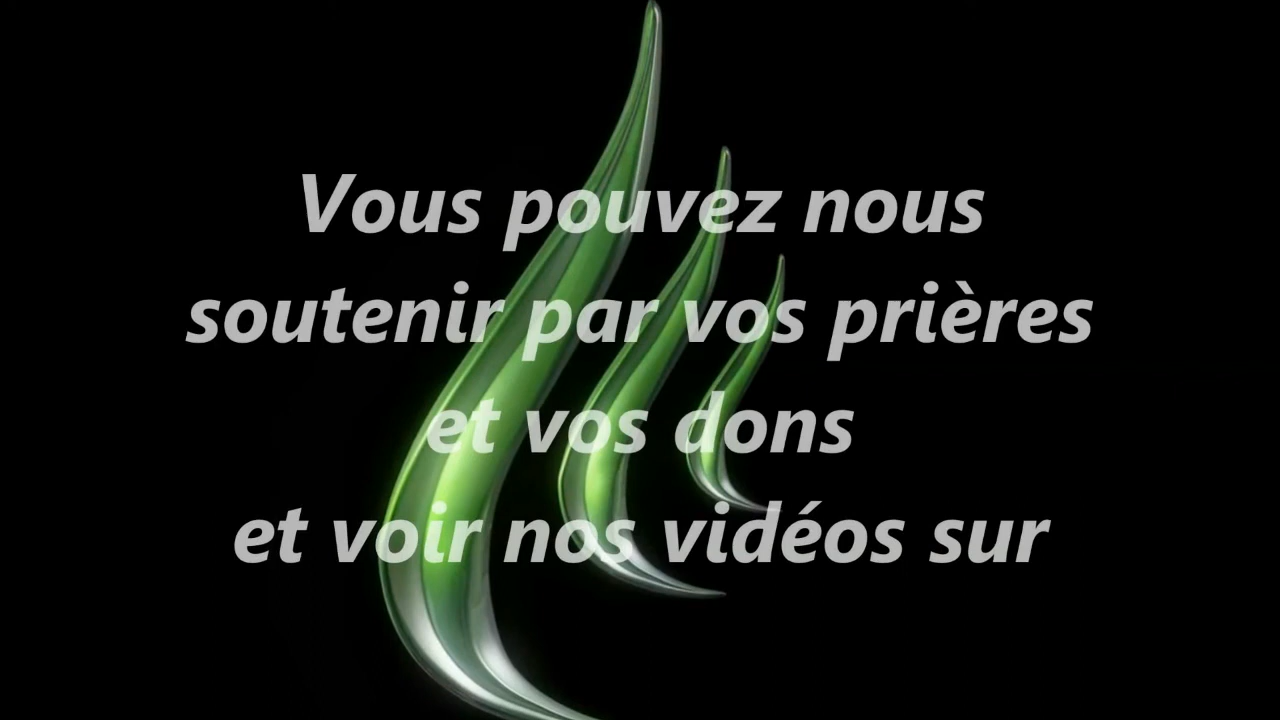 Vous pouvez nous
soutenir par vos prières
et vos dons
et voir nos vidéos sur